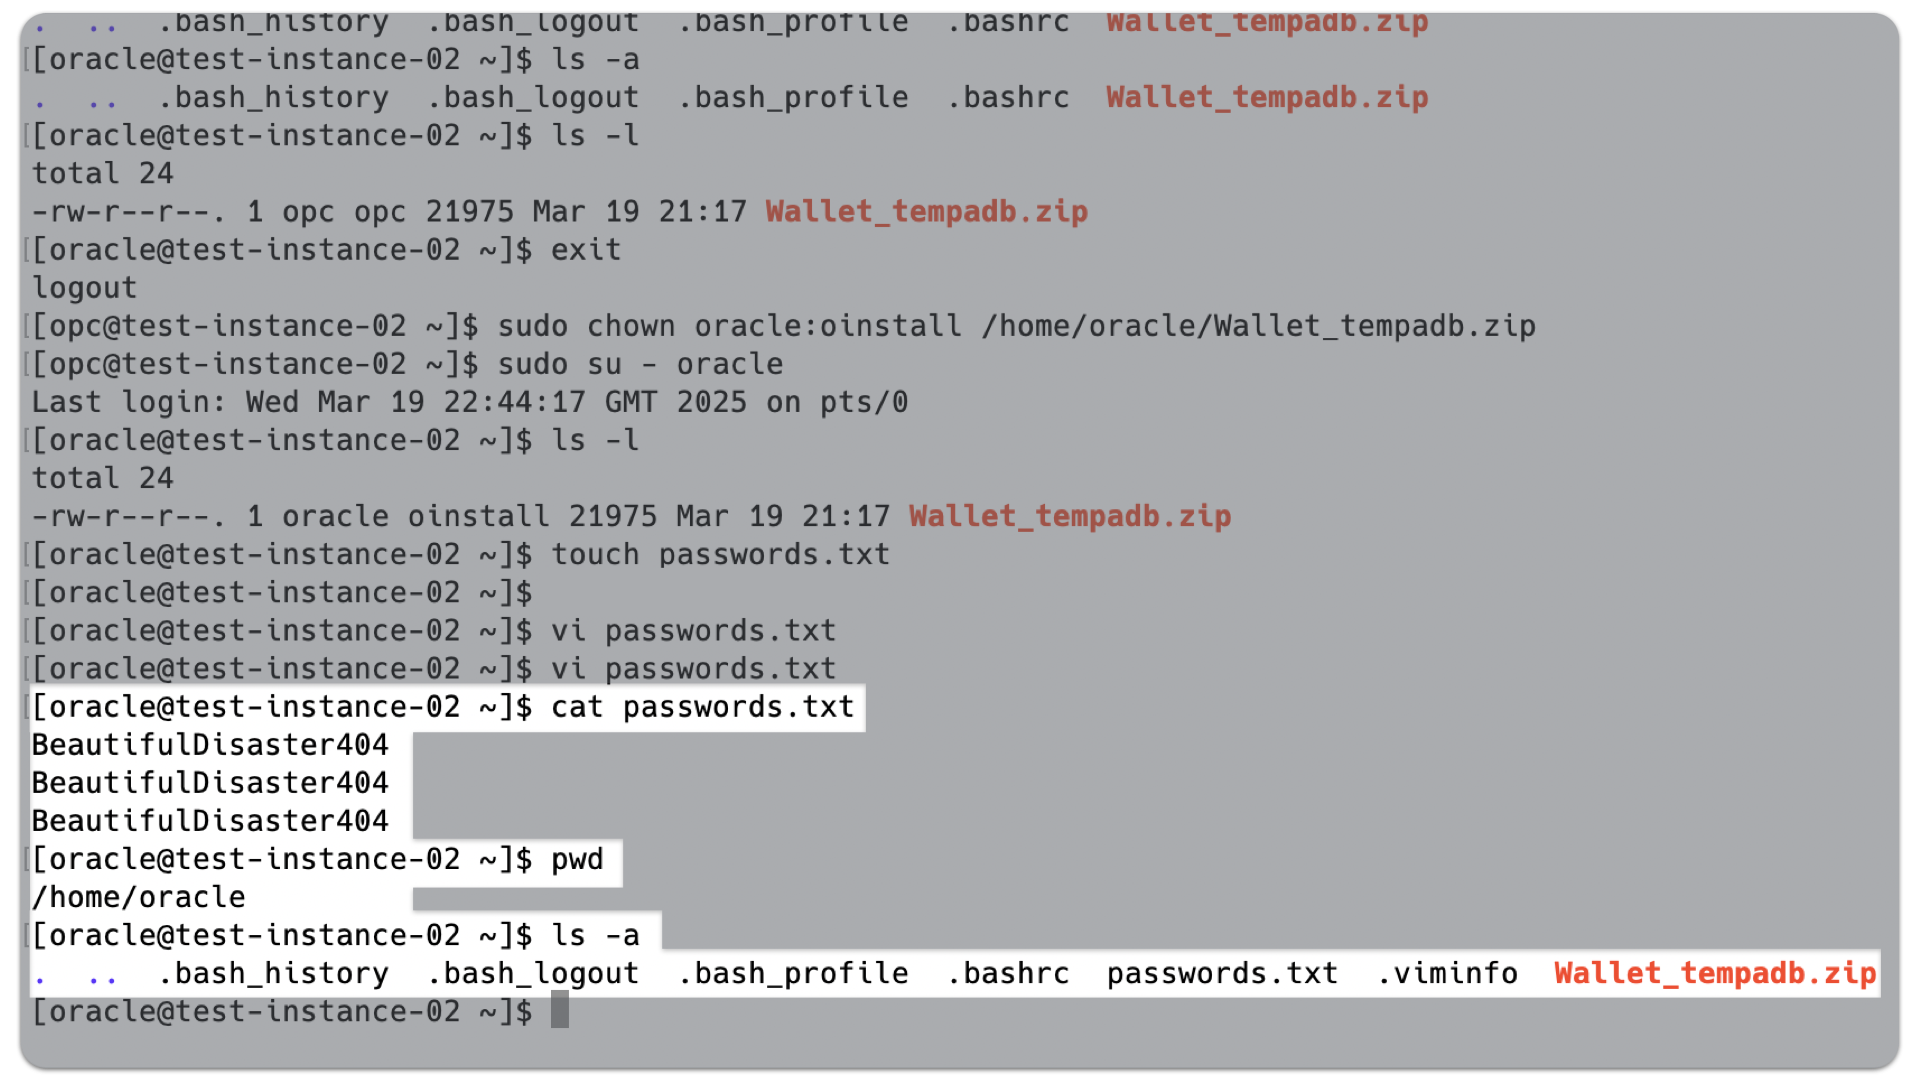 . .. .bash_history .bash_logout .bash_profile .bashrc Wallet_tempadb.zip
[[oracle@test-instance-02 ~]$ ls -a
. .. .bash_history .bash_logout .bash_profile .bashrc Wallet_tempadb.zip
[[oracle@test-instance-02 ~]$ ls -l
total 24
-rw-r--r--. 1 opc opc 21975 Mar 19 21:17 Wallet_tempadb.zip
[[oracle@test-instance-02 ~]$ exit
logout
[[opc@test-instance-02 ~]$ sudo chown oracle:oinstall /home/oracle/Wallet_tempadb.zip
[[opc@test-instance-02 ~]$ sudo su - oracle
Last login: Wed Mar 19 22:44:17 GMT 2025 on pts/0
[[oracle@test-instance-02 ~]$ ls -l
total 24
-rw-r--r--. 1 oracle oinstall 21975 Mar 19 21:17 Wallet_tempadb.zip
[[oracle@test-instance-02 ~]$ touch passwords.txt
[[oracle@test-instance-02 ~]$
[[oracle@test-instance-02 ~]$ vi passwords.txt
[[oracle@test-instance-02 ~]$ vi passwords.txt
[[oracle@test-instance-02 ~]$ cat passwords.txt
BeautifulDisaster404
BeautifulDisaster404
BeautifulDisaster404
[[oracle@test-instance-02 ~]$ pwd
/home/oracle
[[oracle@test-instance-02 ~]$ ls -a
. .. .bash_history .bash_logout .bash_profile .bashrc passwords.txt .viminfo Wallet_tempadb.zip
[oracle@test-instance-02 ~]$